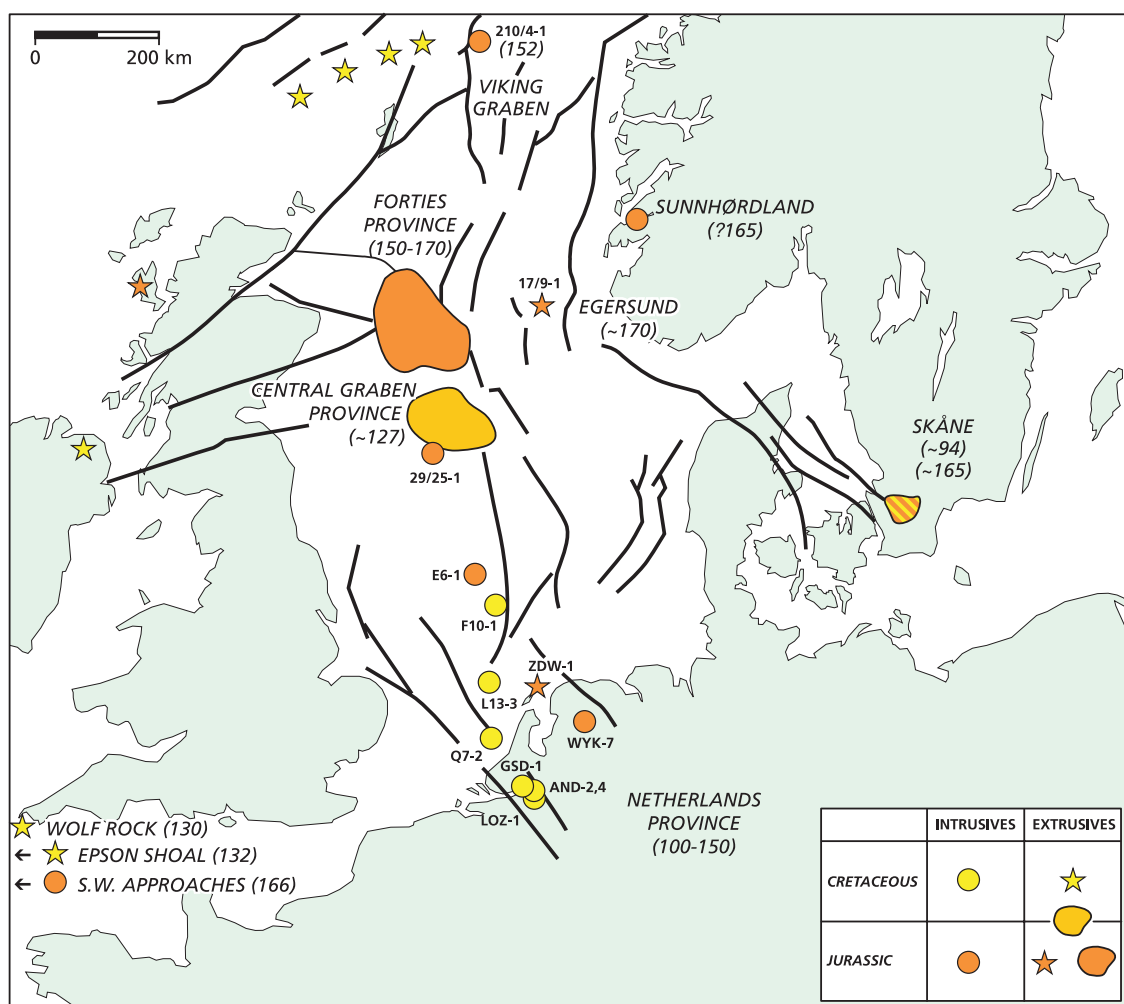 0
200 km
210/4-1
(152)
VIKING
GRABEN
FORTIES
PROVINCE
(150-170)
SUNNHØRDLAND
(?165)
17/9-1
EGERSUND
(~170)
CENTRAL GRABEN
PROVINCE
(~127)
29/25-1
SKÅNE
(~94)
(~165)
E6-1
F10-1
ZDW-1
L13-3
WYK-7
Q7-2
GSD-1
AND-2,4
LOZ-1
NETHERLANDS
PROVINCE
(100-150)
WOLF ROCK (130)
← EPSON SHOAL (132)
← S.W. APPROACHES (166)
INTRUSIVES EXTRUSIVES
CRETACEOUS
JURASSIC